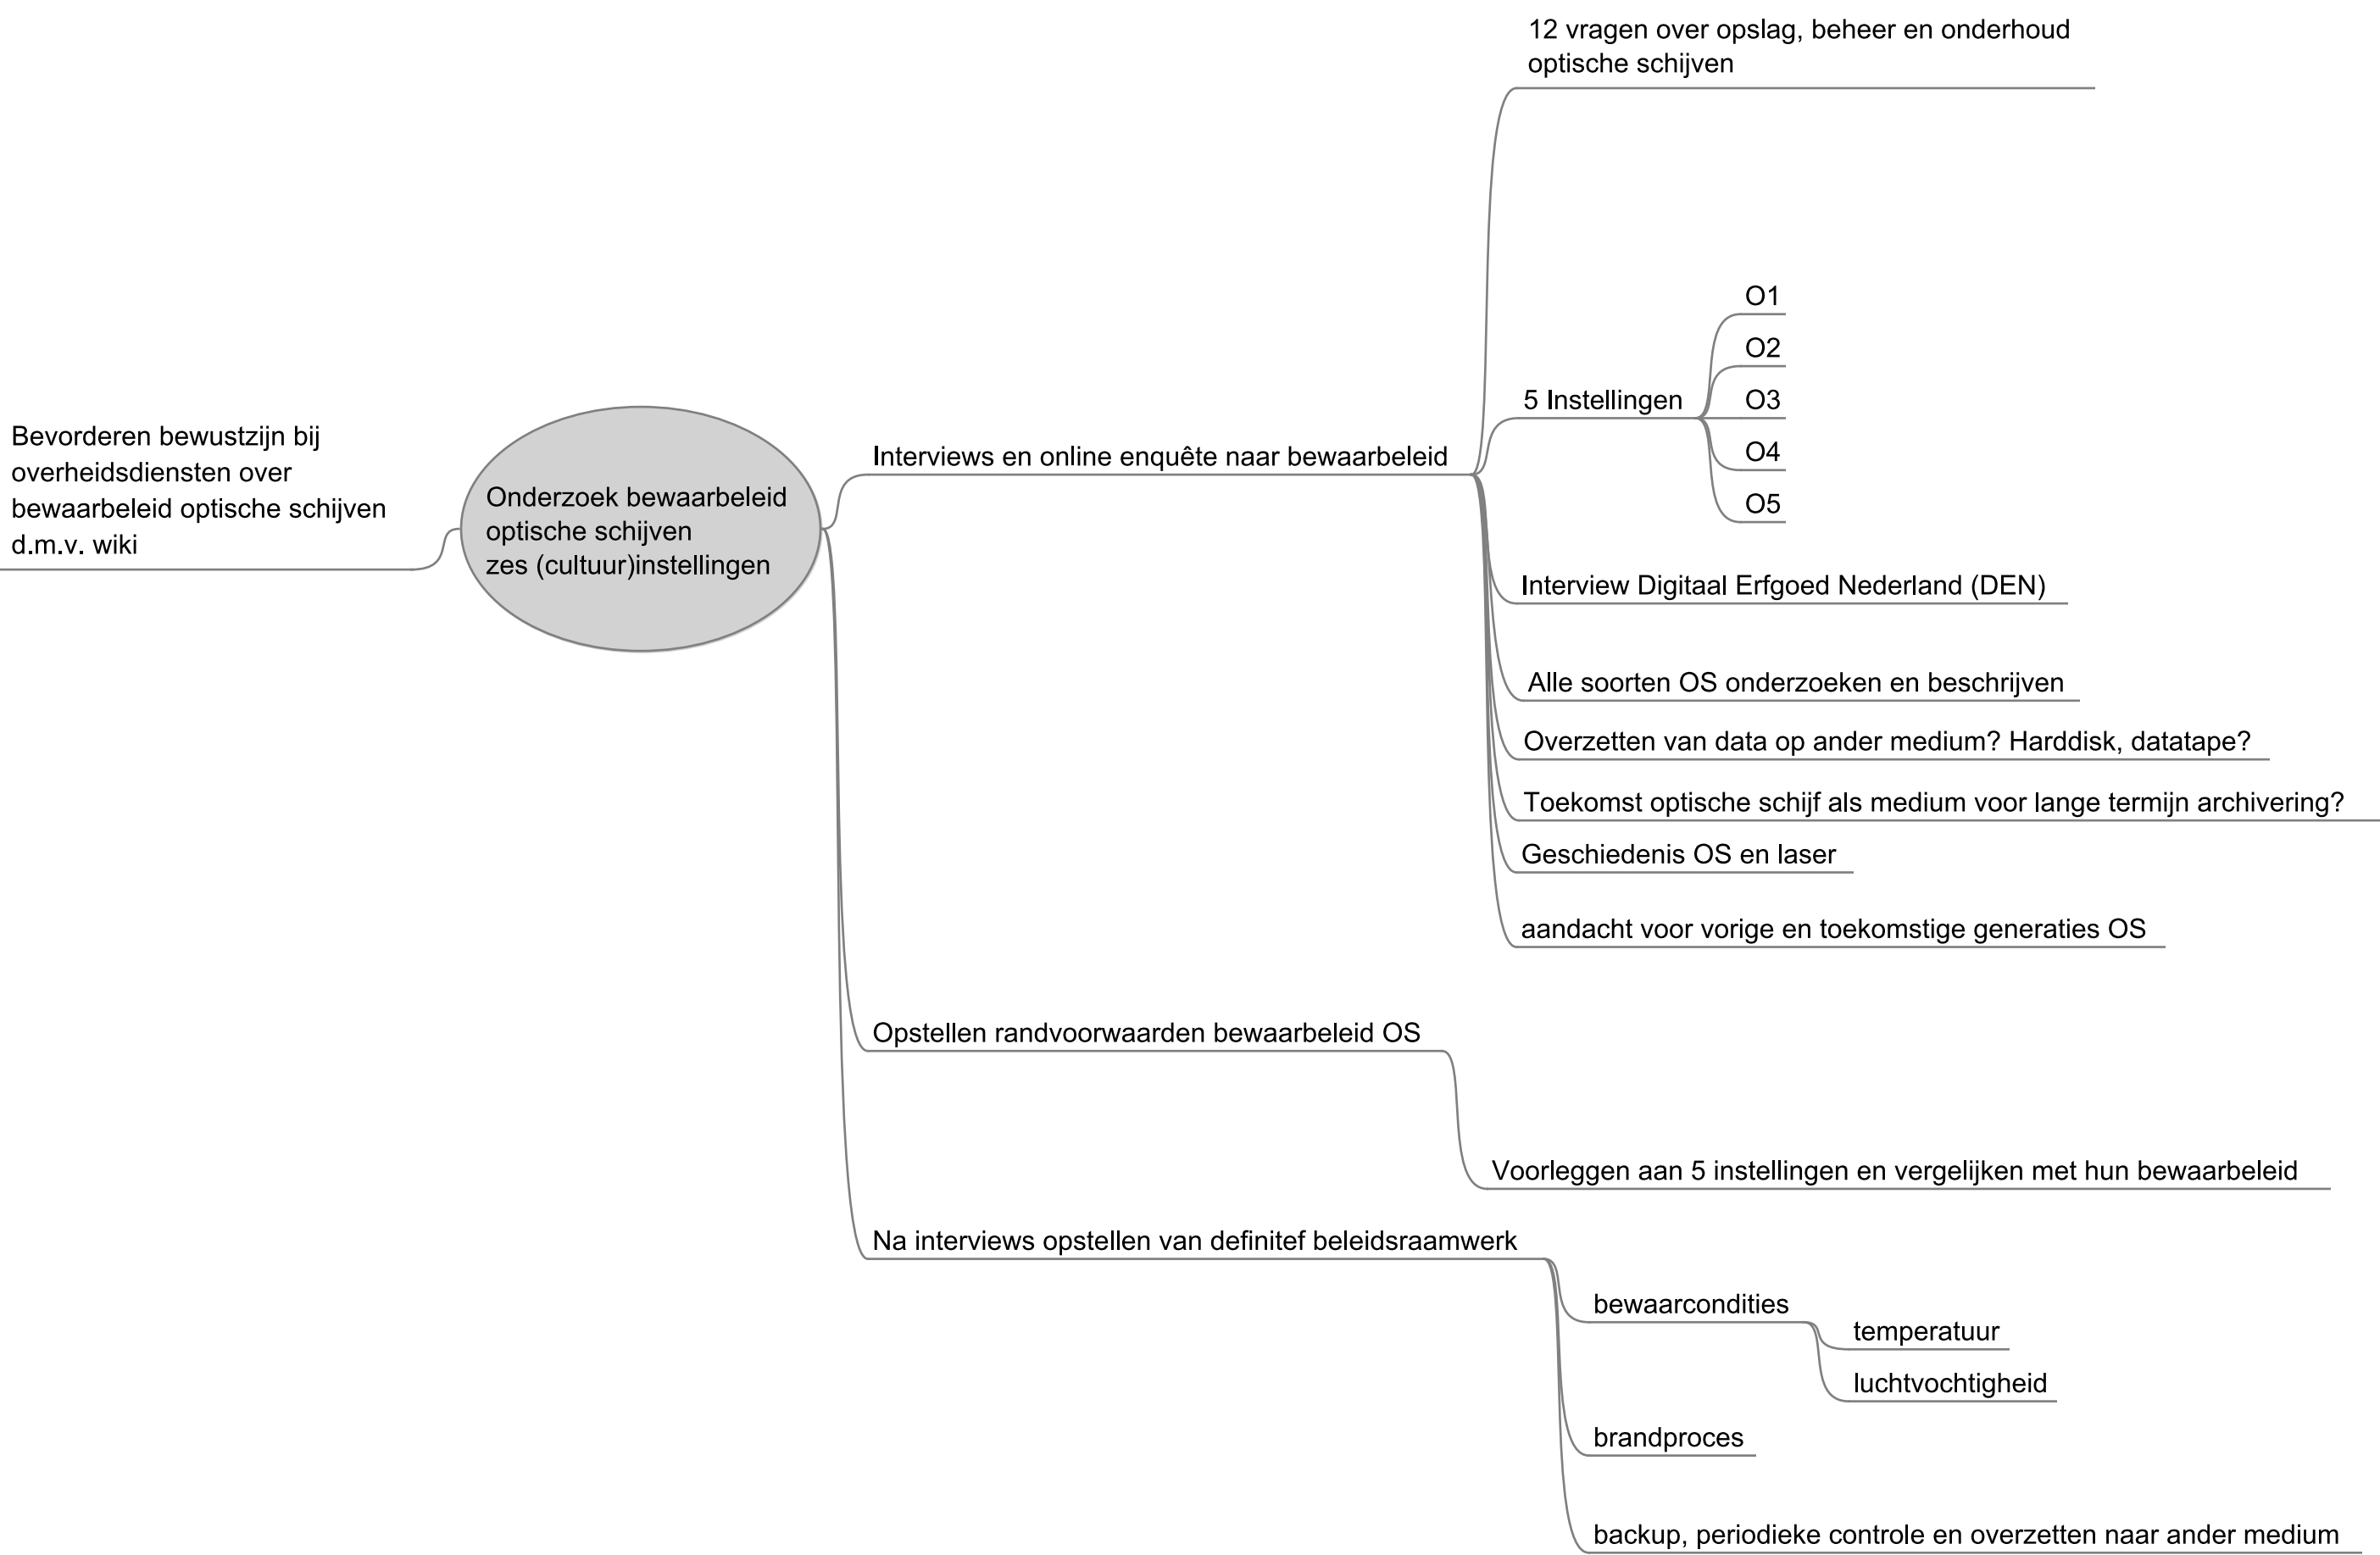 12 vragen over opslag, beheer en onderhoud
optische schijven
O1
O2
5 Instellingen
O3
O4
O5
Bevorderen bewustzijn bij
overheidsdiensten over
bewaarbeleid optische schijven
d.m.v. wiki
Onderzoek bewaarbeleid
optische schijven
zes (cultuur)instellingen
Interviews en online enquête naar bewaarbeleid
Interview Digitaal Erfgoed Nederland (DEN)
Alle soorten OS onderzoeken en beschrijven
Overzetten van data op ander medium? Harddisk, datatape?
Toekomst optische schijf als medium voor lange termijn archivering?
Geschiedenis OS en laser
aandacht voor vorige en toekomstige generaties OS
Opstellen randvoorwaarden bewaarbeleid OS
Voorleggen aan 5 instellingen en vergelijken met hun bewaarbeleid
Na interviews opstellen van definitef beleidsraamwerk
bewaarcondities
temperatuur
luchtvochtigheid
brandproces
backup, periodieke controle en overzetten naar ander medium